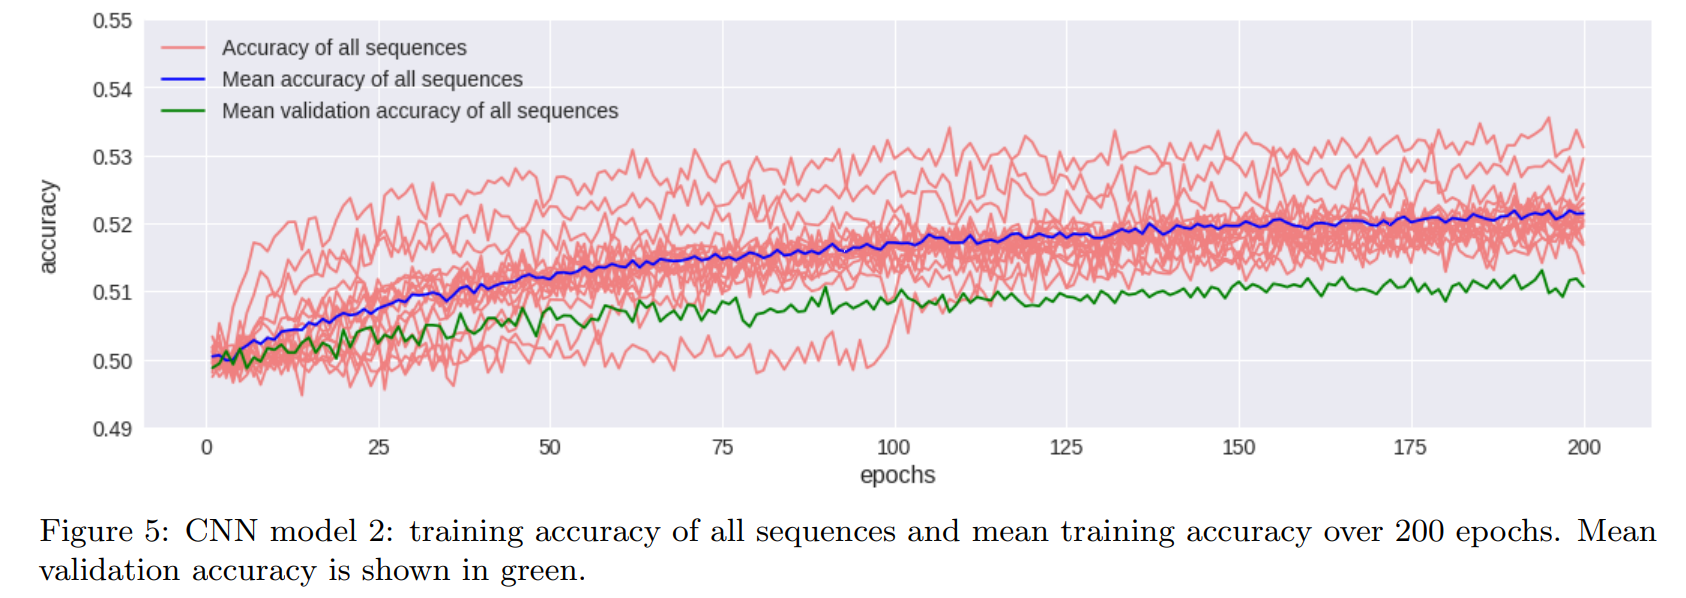 0.55
Accuracy of all sequences
Mean accuracy of all sequences
Mean validation accuracy of all sequences
0.54
0.53
0.52
0.51
0.50
0.49
accuracy
0 25 50 75 100 125 150 175 200
epochs
Figure 5: CNN model 2: training accuracy of all sequences and mean training accuracy over 200 epochs. Mean
validation accuracy is shown in green.